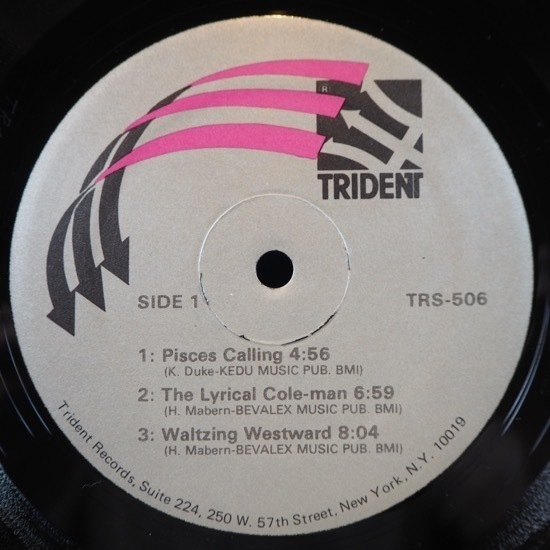 H
TRIDENT
SIDE 1
TRS-506
1: Pisces Calling 4:56
(K. Duke-KEDU MUSIC PUB. BMI)
2: The Lyrical Cole-man 6:59
(H. Mabern-BEVALEX MUSIC PUB. BMI)
3: Waltzing Westward 8:04
(H. Mabern-BEVALEX MUSIC PUB. BMI)
Trident Records, Suite 224, 250 W. 57th Street, New York, N.Y. 10019